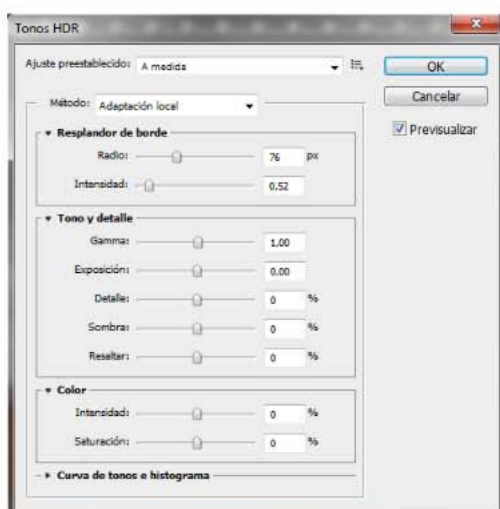 Tonos HDR
Ajuste preestablecido: A medida
OK
Método: Adaptación local
Cancelar
Previsualizar
Resplandor de borde
Radio: 76 px
Intensidad: 0,52
Tono y detalle
Gamma: 1,00
Exposición: 0,00
Detalle: 0 %
Sombra: 0 %
Resaltar: 0 %
Color
Intensidad: 0 %
Saturación: 0 %
Curva de tonos e histograma